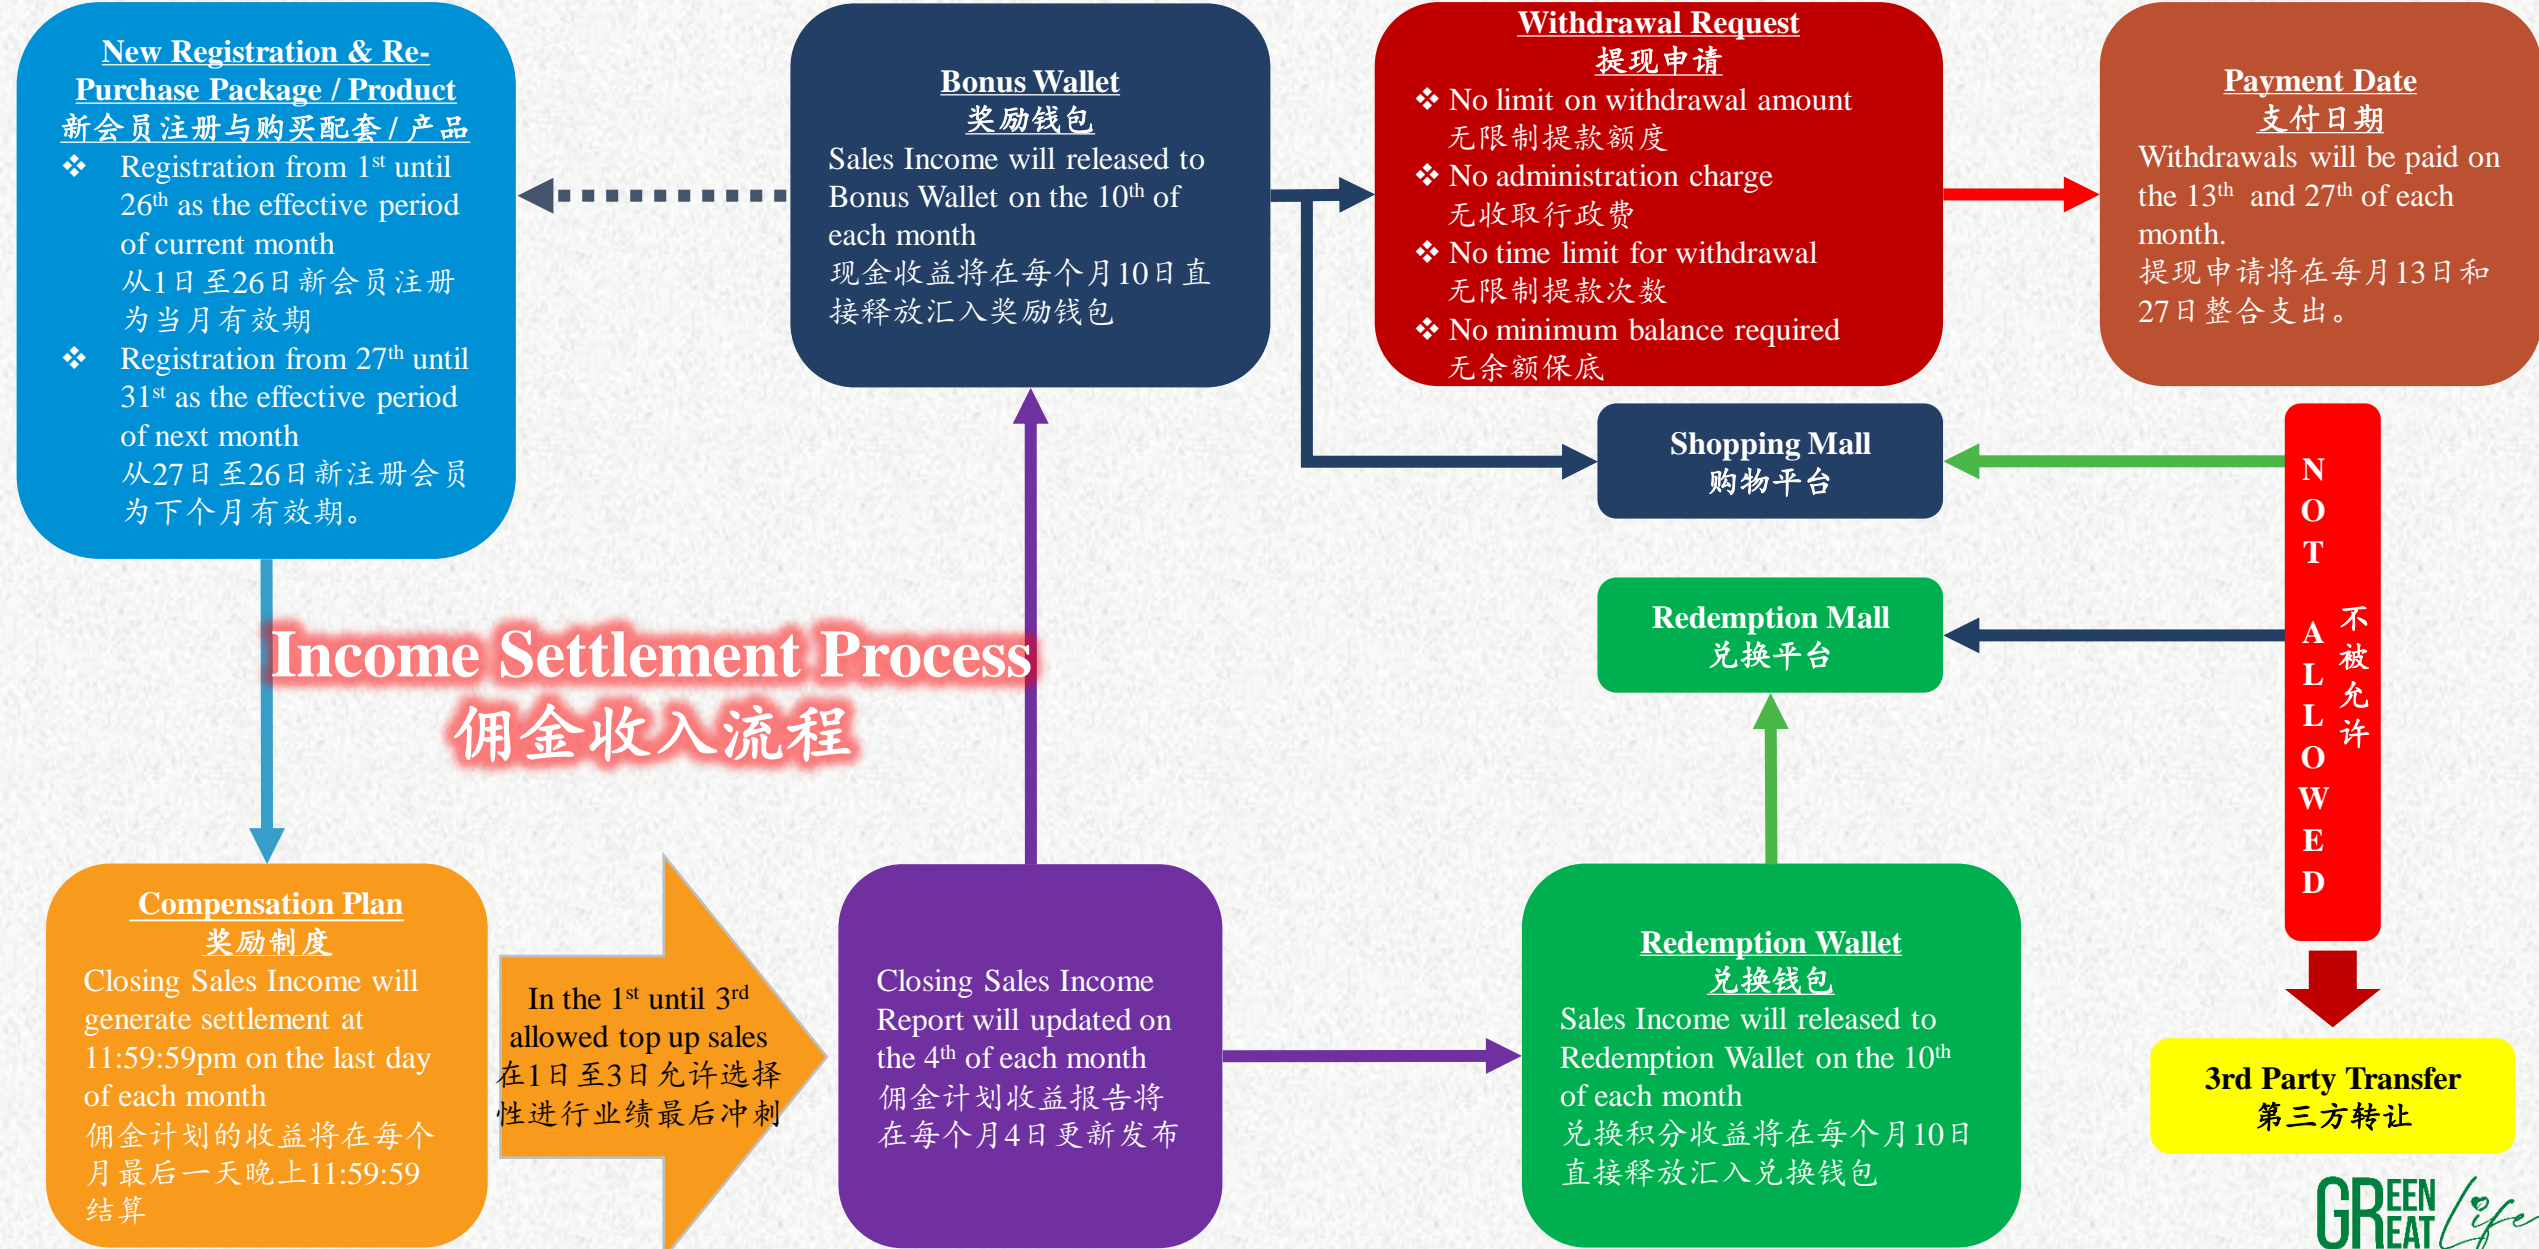 New Registration & Re-
Purchase Package / Product
新会员注册与购买配套 / 产品
❖ Registration from 1st until
26th as the effective period
of current month
从1日至26日新会员注册
为当月有效期
❖ Registration from 27th until
31st as the effective period
of next month
从27日至26日新注册会员
为下个月有效期。
Bonus Wallet
奖励钱包
Sales Income will released to
Bonus Wallet on the 10th of
each month
现金收益将在每个月10日直
接释放汇入奖励钱包
Withdrawal Request
提现申请
❖ No limit on withdrawal amount
无限制提款额度
❖ No administration charge
无收取行政费
❖ No time limit for withdrawal
无限制提款次数
❖ No minimum balance required
无余额保底
Payment Date
支付日期
Withdrawals will be paid on
the 13th and 27th of each
month.
提现申请将在每月13日和
27日整合支出。
Shopping Mall
购物平台
Redemption Mall
兑换平台
NOT ALLOWED
不被允许
Income Settlement Process
佣金收入流程
Compensation Plan
奖励制度
Closing Sales Income will
generate settlement at
11:59:59pm on the last day
of each month
佣金计划的收益将在每个
月最后一天晚上11:59:59
结算
In the 1st until 3rd
allowed top up sales
在1日至3日允许选择
性进行业绩最后冲刺
Closing Sales Income
Report will updated on
the 4th of each month
佣金计划收益报告将
在每个月4日更新发布
Redemption Wallet
兑换钱包
Sales Income will released to
Redemption Wallet on the 10th
of each month
兑换积分收益将在每个月10日
直接释放汇入兑换钱包
3rd Party Transfer
第三方转让
GREEN
REAT Life